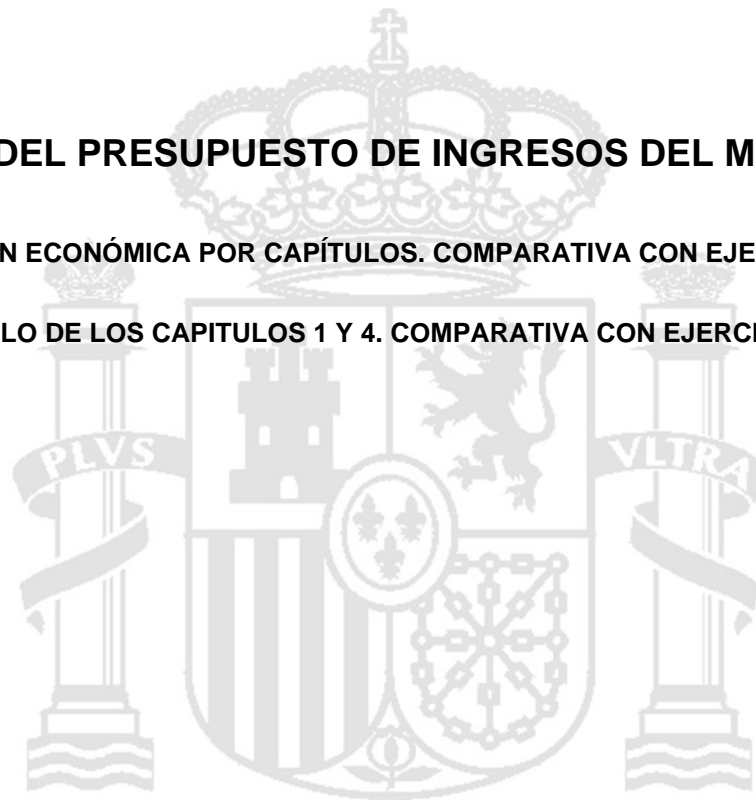 DEL PRESUPUESTO DE INGRESOS DEL M
N ECONÓMICA POR CAPÍTULOS. COMPARATIVA CON EJE
LO DE LOS CAPITULOS 1 Y 4. COMPARATIVA CON EJERCI
PLVS VLTRA